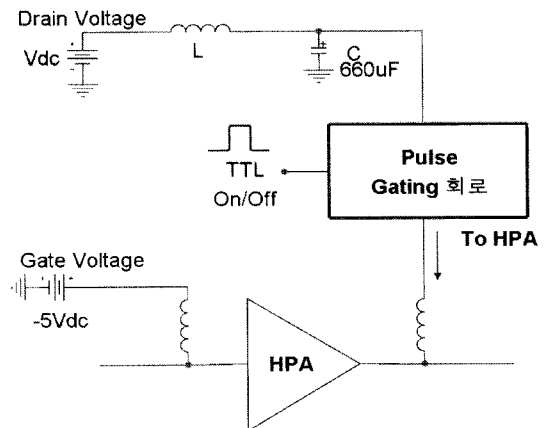 Drain Voltage
Vdc
L
C
660uF
TTL
On/Off
Pulse
Gating 회로
To HPA
Gate Voltage
-5Vdc
HPA